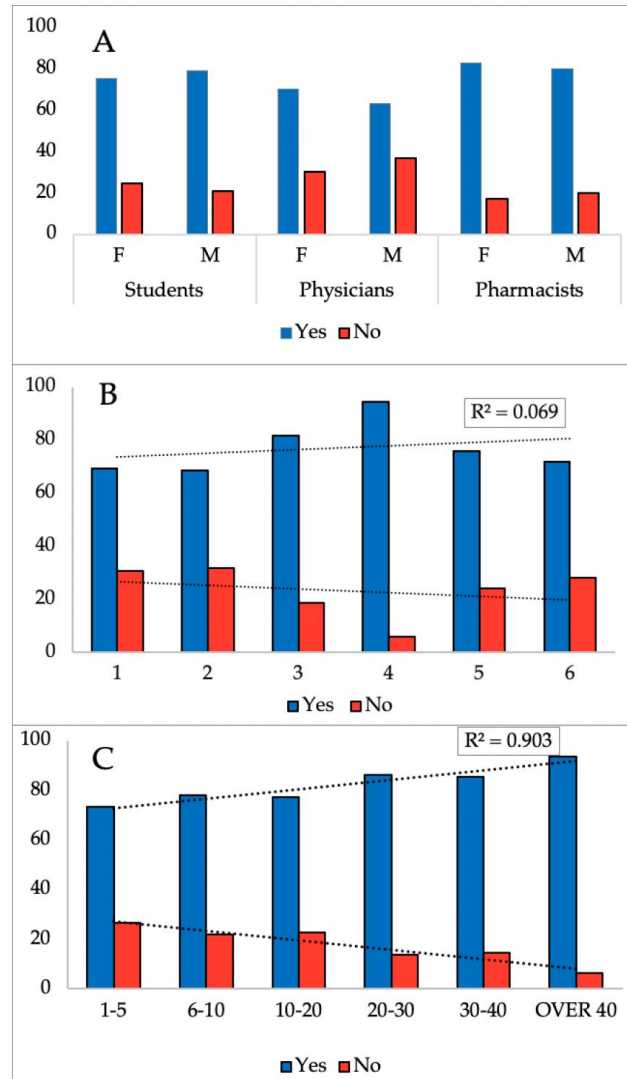 A
100
80
60
40
20
0
F M F M F M
Students Physicians Pharmacists
Yes No
B
100
80
60
40
20
0
R² = 0.069
1 2 3 4 5 6
Yes No
C
100
80
60
40
20
0
R² = 0.903
1-5 6-10 10-20 20-30 30-40 OVER 40
Yes No